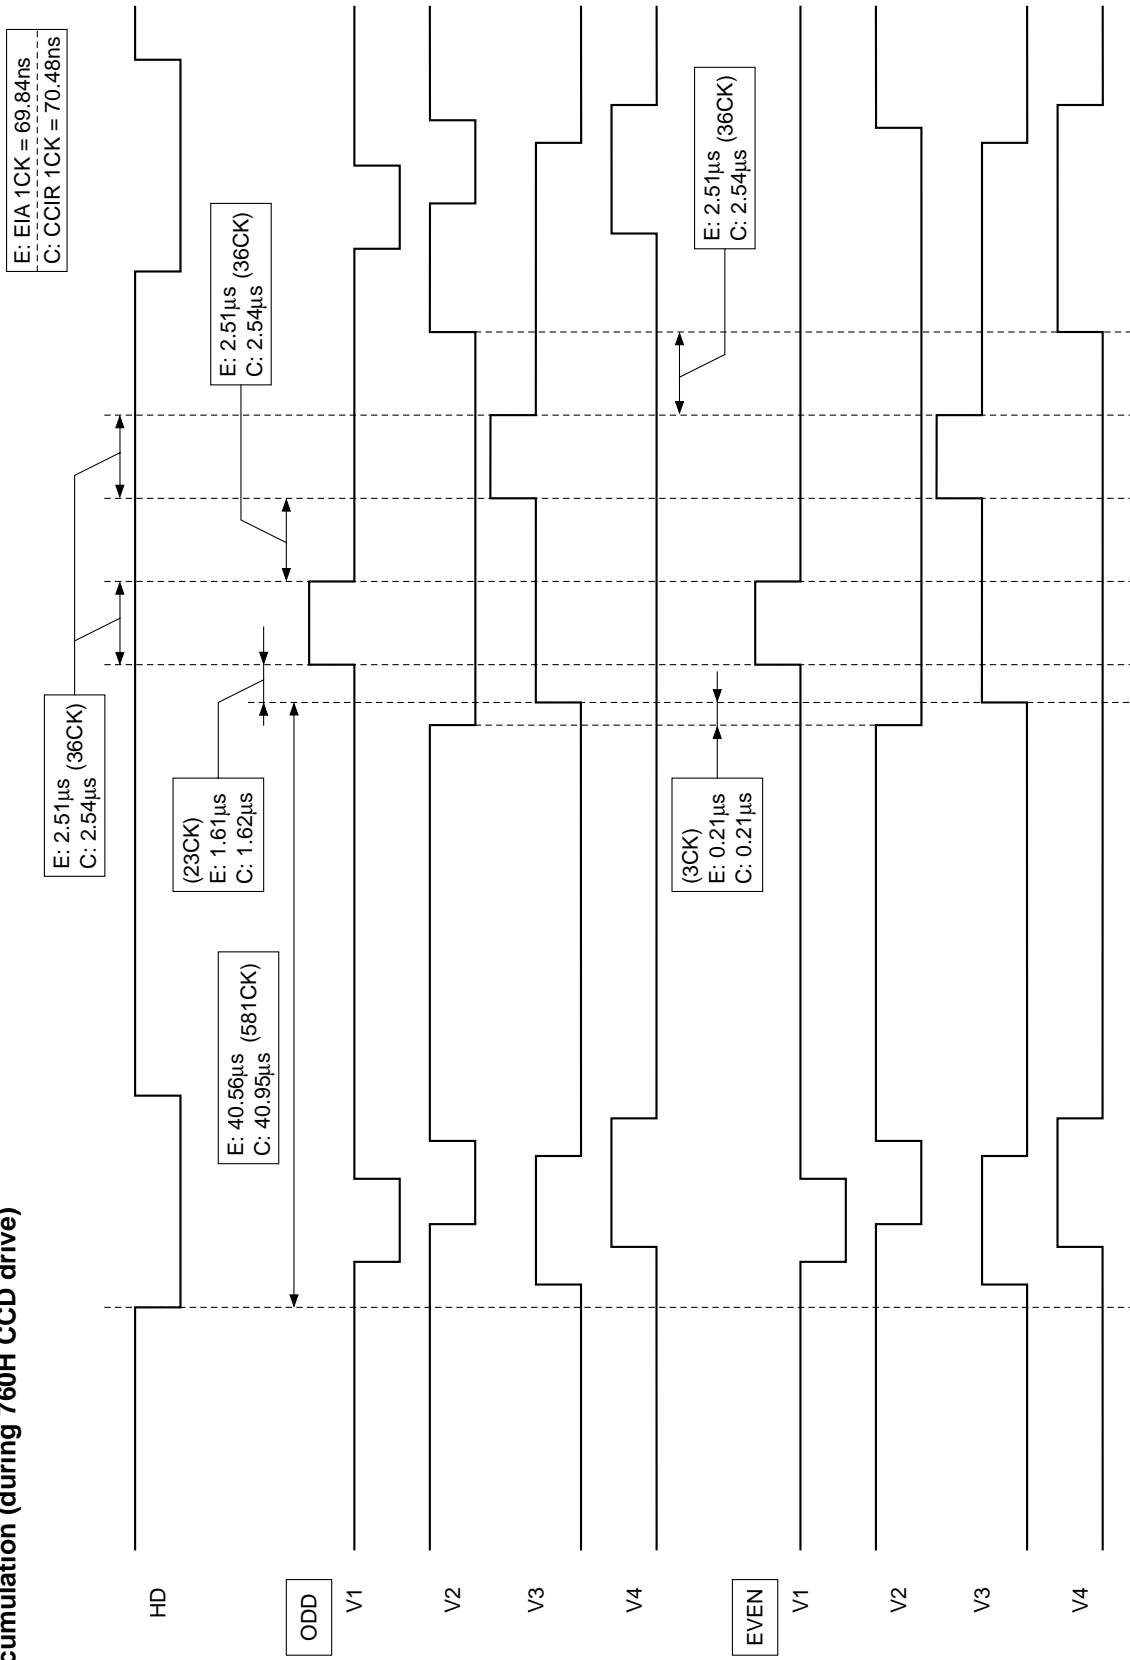 cumulation (during 760H CCD drive)
E: EIA 1CK = 69.84ns
C: CCIR 1CK = 70.48ns
HD
E: 2.51µs (36CK)
C: 2.54µs
(23CK)
E: 1.61µs
C: 1.62µs
E: 2.51µs (36CK)
C: 2.54µs
E: 40.56µs (581CK)
C: 40.95µs
ODD
V1
V2
V3
V4
(3CK)
E: 0.21µs
C: 0.21µs
E: 2.51µs (36CK)
C: 2.54µs
EVEN
V1
V2
V3
V4